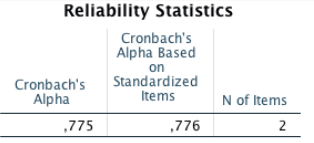 Reliability Statistics
Cronbach's
Alpha
Cronbach's
Alpha Based
on
Standardized
Items
N of Items
,775
,776
2